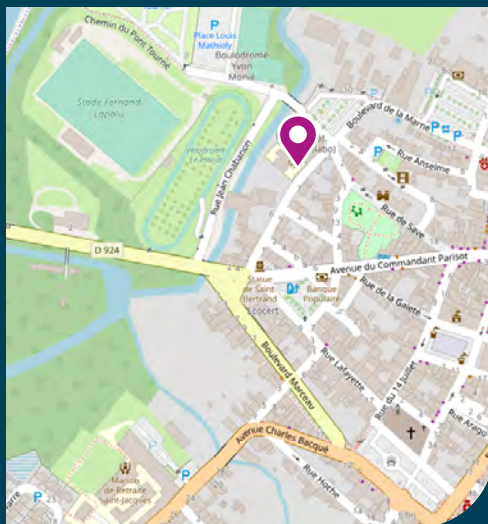 Chemin du Pont Tourné
P
Place Louis
Mathioly
Boulodrome
Yvon
Monié
Stade Fernand
Lapalu
Boulevard de la Marne
P
P
Rue Anselme
P
Rue Jean Chabanon
Rue de Save
D 924
Avenue du Commandant Parisot
Statue
de Saint-
Bertrand
Banque
Populaire
Ecocert
Rue de la Gaieté
Boulevard Marceau
Rue Lafayette
Rue du 14 Juillet
Rue Arago
Avenue Charles Bacqué
P
Maison
de Retraite
Saint-Jacques
Rue Hoche
P
P